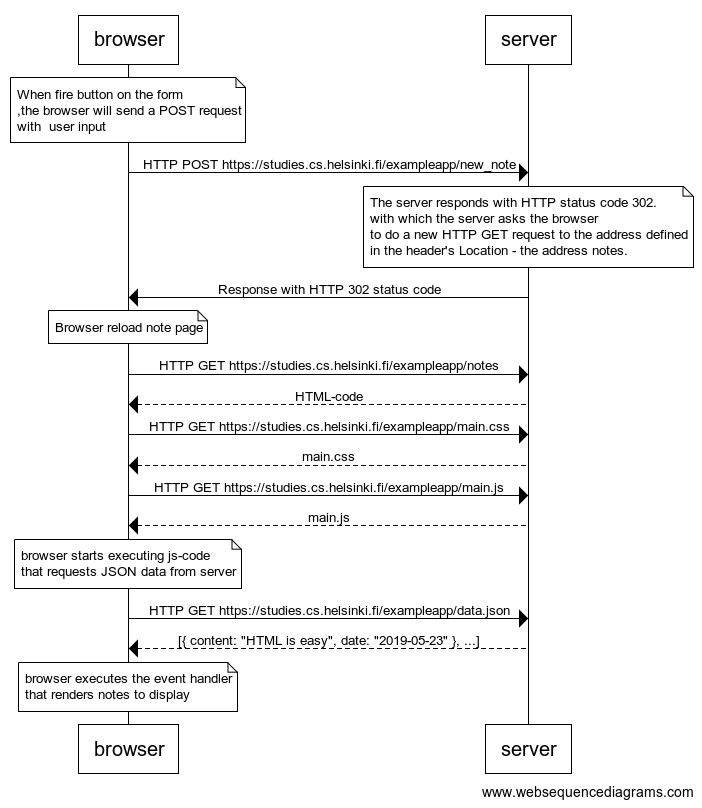 browser
server
When fire button on the form
,the browser will send a POST request
with  user input
HTTP POST https://studies.cs.helsinki.fi/exampleapp/new_note
The server responds with HTTP status code 302.
with which the server asks the browser
to do a new HTTP GET request to the address defined
in the header's Location - the address notes.
Response with HTTP 302 status code
Browser reload note page
HTTP GET https://studies.cs.helsinki.fi/exampleapp/notes
HTML-code
HTTP GET https://studies.cs.helsinki.fi/exampleapp/main.css
main.css
HTTP GET https://studies.cs.helsinki.fi/exampleapp/main.js
main.js
browser starts executing js-code
that requests JSON data from server
HTTP GET https://studies.cs.helsinki.fi/exampleapp/data.json
[{ content: "HTML is easy", date: "2019-05-23" }, ...]
browser executes the event handler
that renders notes to display
browser
server
www.websequencediagrams.com